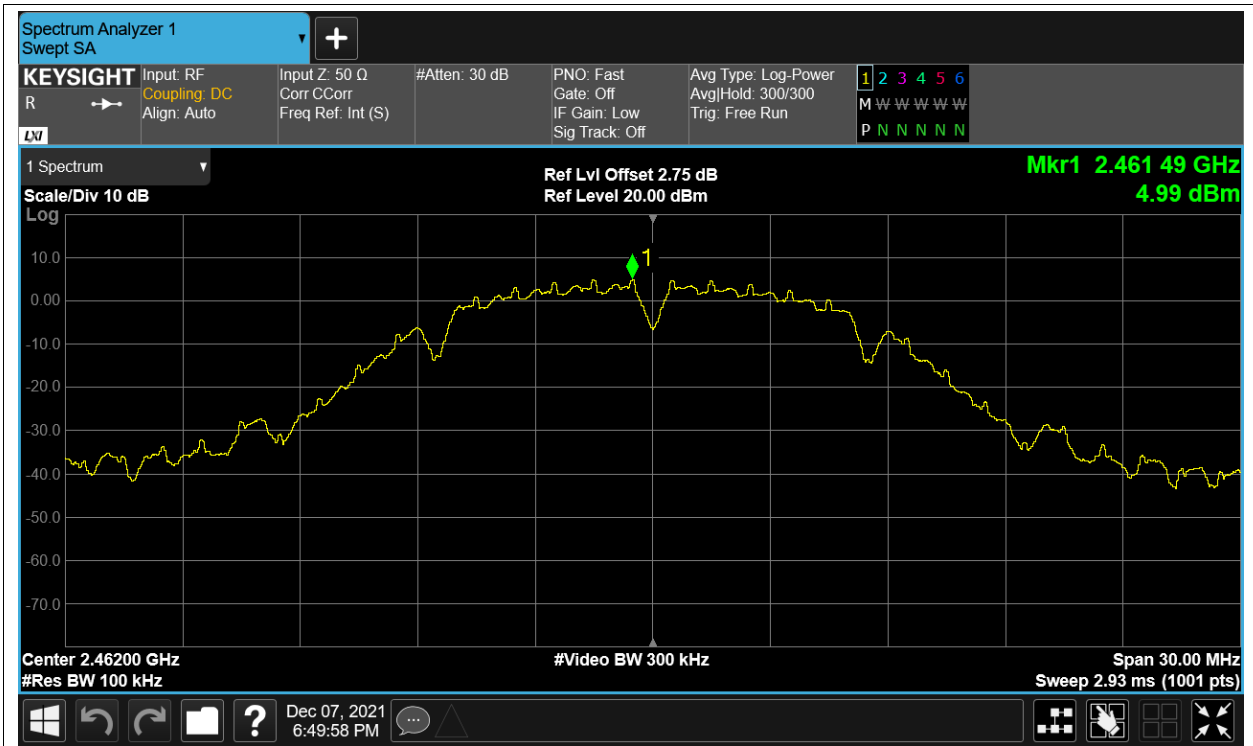 Spectrum Analyzer 1
Swept SA
KEYSIGHT
R
LXI
Input: RF
Coupling: DC
Align: Auto
Input Z: 50 Ω
Corr CCorr
Freq Ref: Int (S)
#Atten: 30 dB
PNO: Fast
Gate: Off
IF Gain: Low
Sig Track: Off
Avg Type: Log-Power
Avg|Hold: 300/300
Trig: Free Run
1 2 3 4 5 6
M W W W W W
P N N N N N
1 Spectrum
Scale/Div 10 dB
Log
Ref Lvl Offset 2.75 dB
Ref Level 20.00 dBm
Mkr1 2.461 49 GHz
4.99 dBm
1
10.0
0.00
-10.0
-20.0
-30.0
-40.0
-50.0
-60.0
-70.0
Center 2.46200 GHz
#Res BW 100 kHz
#Video BW 300 kHz
Span 30.00 MHz
Sweep 2.93 ms (1001 pts)
?
Dec 07, 2021
6:49:58 PM